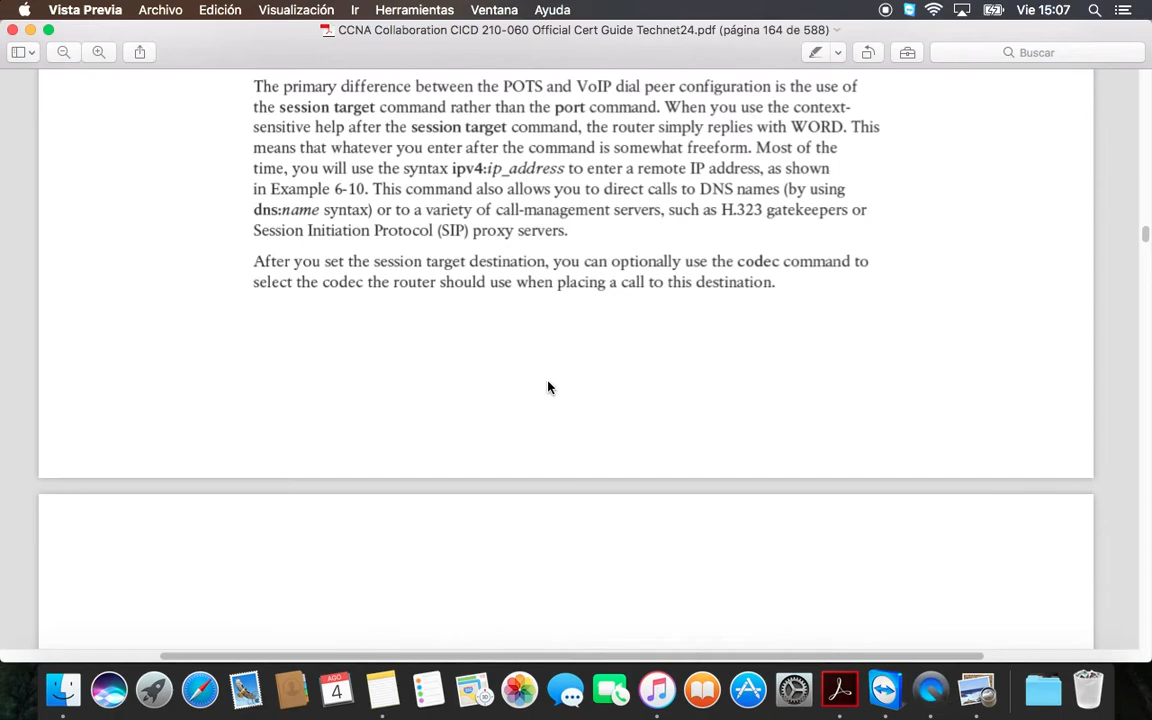 Vista Previa Archivo Edición Visualización Ir Herramientas Ventana Ayuda Vie 15:07
CCNA Collaboration CICD 210-060 Official Cert Guide Technet24.pdf (página 164 de 588)
Buscar
The primary difference between the POTS and VoIP dial peer configuration is the use of
the session target command rather than the port command. When you use the context-
sensitive help after the session target command, the router simply replies with WORD. This
means that whatever you enter after the command is somewhat freeform. Most of the
time, you will use the syntax ipv4:ip_address to enter a remote IP address, as shown
in Example 6-10. This command also allows you to direct calls to DNS names (by using
dns:name syntax) or to a variety of call-management servers, such as H.323 gatekeepers or
Session Initiation Protocol (SIP) proxy servers.
After you set the session target destination, you can optionally use the codec command to
select the codec the router should use when placing a call to this destination.
AGO
4